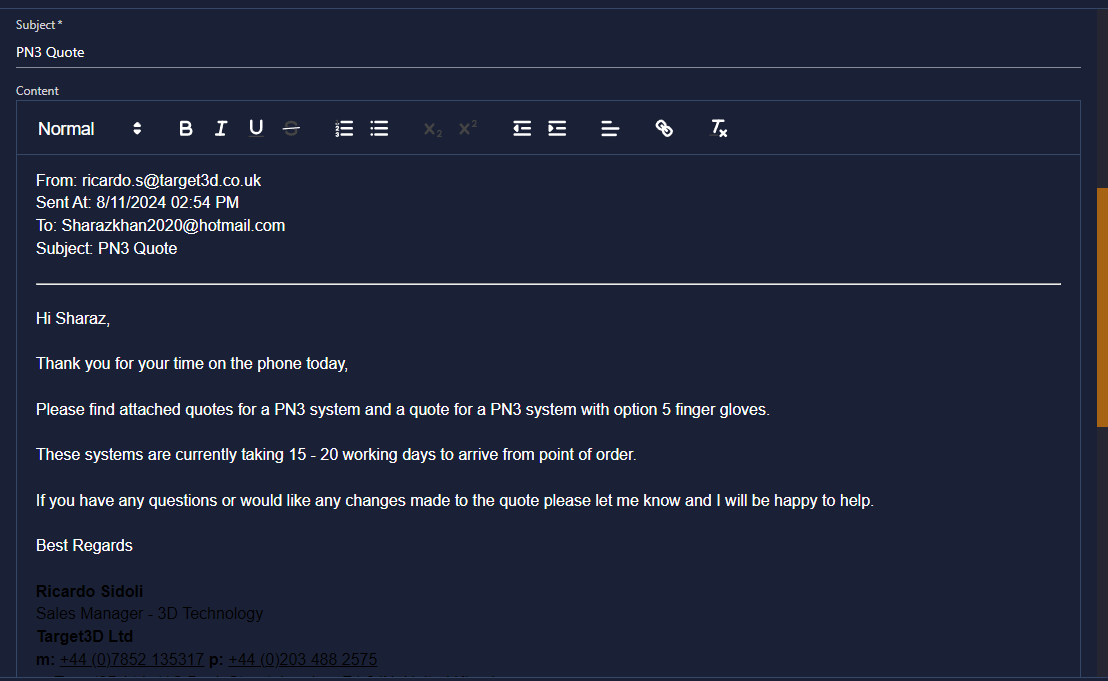 Subject *
PN3 Quote
Content
Normal
From: ricardo.s@target3d.co.uk
Sent At: 8/11/2024 02:54 PM
To: Sharazkhan2020@hotmail.com
Subject: PN3 Quote
Hi Sharaz,
Thank you for your time on the phone today,
Please find attached quotes for a PN3 system and a quote for a PN3 system with option 5 finger gloves.
These systems are currently taking 15 - 20 working days to arrive from point of order.
If you have any questions or would like any changes made to the quote please let me know and I will be happy to help.
Best Regards
Ricardo Sidoli
Sales Manager - 3D Technology
Target3D Ltd
m: +44 (0)7852 135317 p: +44 (0)203 488 2575